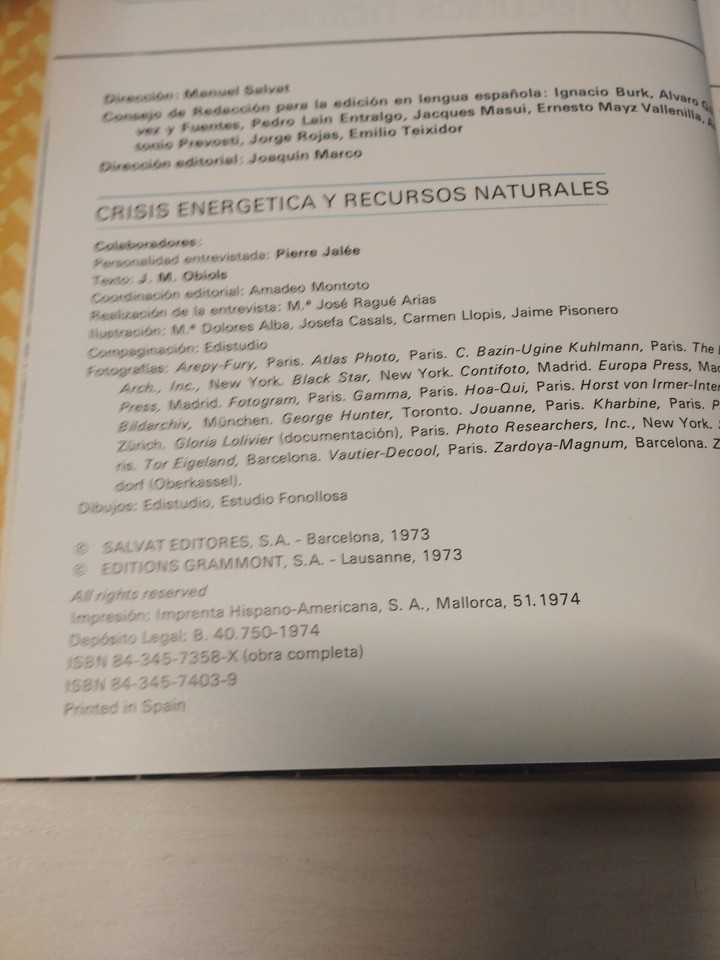 Dirección: Manuel Salvat
Consejo de Redacción para la edición en lengua española: Ignacio Burk, Alvaro
vez y Fuentes, Pedro Laín Entralgo, Jacques Masui, Ernesto Mayz Vallenilla,
tonio Prevosti, Jorge Rojas, Emilio Teixidor
Dirección editorial: Joaquín Marco
CRISIS ENERGETICA Y RECURSOS NATURALES
Colaboradores:
Personalidad entrevistada: Pierre Jalée
Texto: J. M. Obiols
Coordinación editorial: Amadeo Montoto
Realización de la entrevista: M.ª José Ragué Arias
Ilustración: M.ª Dolores Alba, Josefa Casals, Carmen Llopis, Jaime Pisonero
Compaginación: Edistudio
Fotografías: Arepy-Fury, Paris. Atlas Photo, Paris. C. Bazin-Ugine Kuhlmann, Paris. The
Arch., Inc., New York. Black Star, New York. Contifoto, Madrid. Europa Press,
Press, Madrid. Fotogram, Paris. Gamma, Paris. Hoa-Qui, Paris. Horst von Irmer-Inter
Bildarchiv, München. George Hunter, Toronto. Jouanne, Paris. Kharbine, Paris.
Zürich. Gloria Lolivier (documentación), Paris. Photo Researchers, Inc., New York.
ris. Tor Eigeland, Barcelona. Vautier-Decool, Paris. Zardoya-Magnum, Barcelona.
dorf (Oberkassel).
Dibujos: Edistudio, Estudio Fonollosa
© SALVAT EDITORES, S.A. - Barcelona, 1973
© EDITIONS GRAMMONT, S.A. - Lausanne, 1973
All rights reserved
Impresión: Imprenta Hispano-Americana, S. A., Mallorca, 51.1974
Depósito Legal: B. 40.750-1974
ISBN 84-345-7358-X (obra completa)
ISBN 84-345-7403-9
Printed in Spain